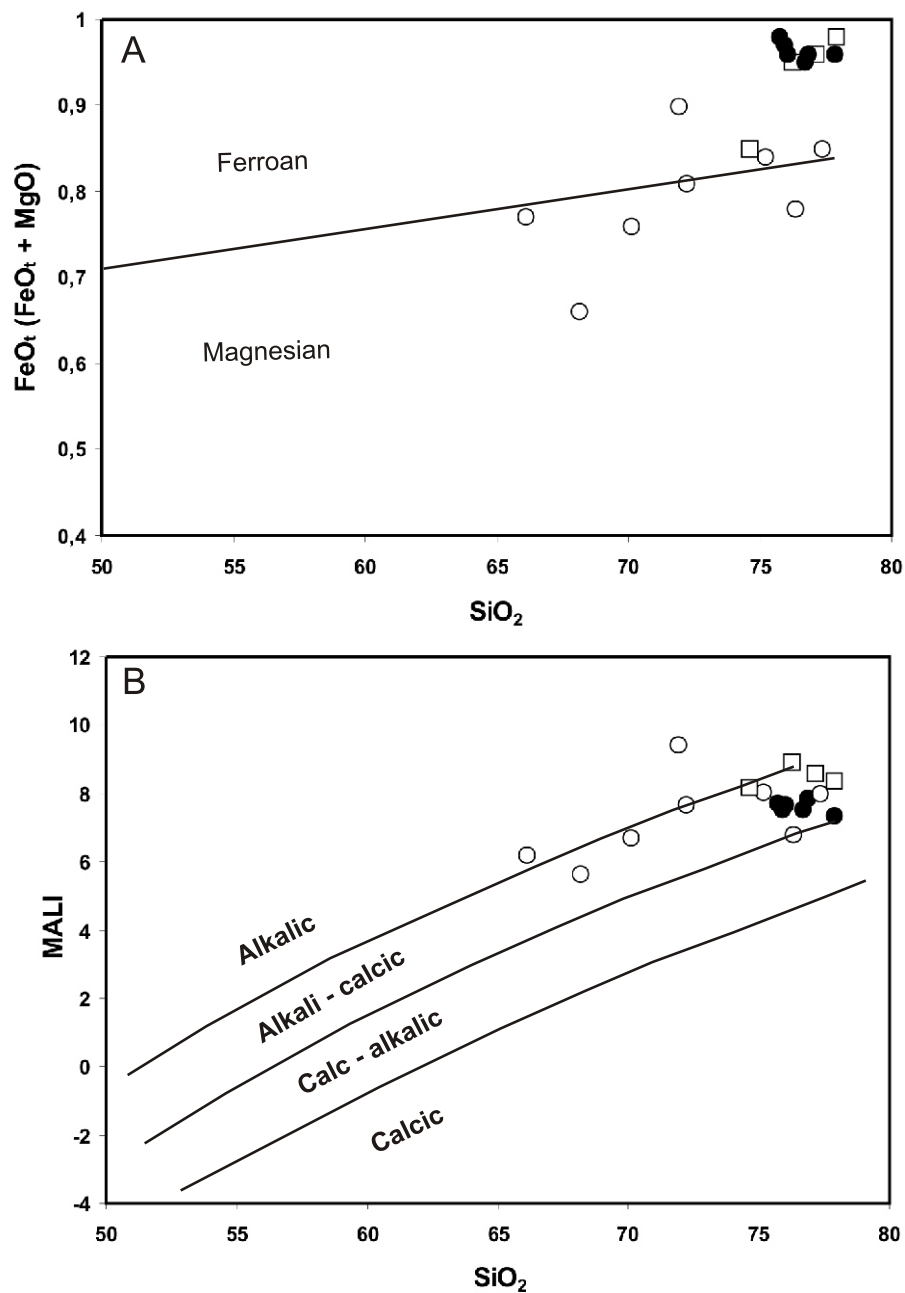 A
1
0,9
0,8
0,7
0,6
0,5
0,4
FeOt (FeOt + MgO)
Ferroan
Magnesian
50 55 60 65 70 75 80
SiO₂
B
12
10
8
6
4
2
0
-2
-4
MALI
Alkalic
Alkali - calcic
Calc - alkalic
Calcic
50 55 60 65 70 75 80
SiO₂